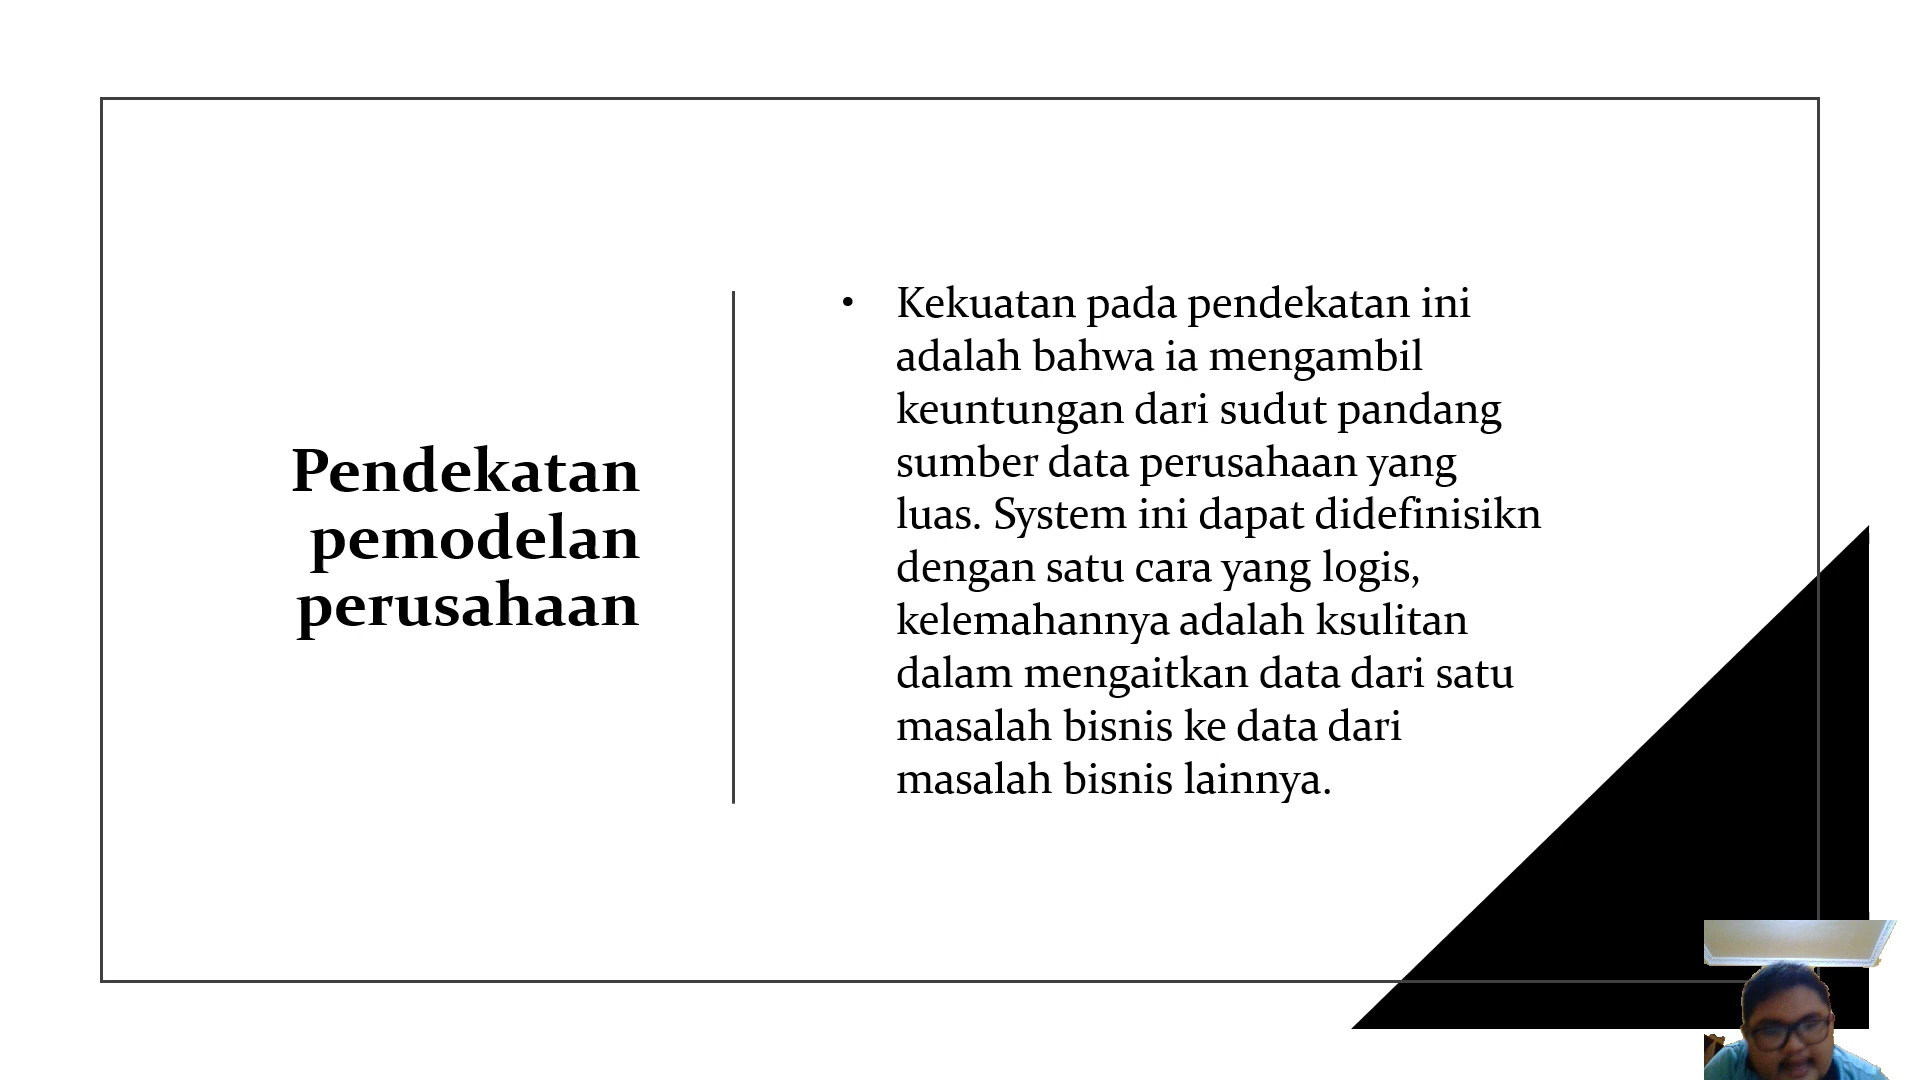 Pendekatan
pemodelan
perusahaan
• Kekuatan pada pendekatan ini
adalah bahwa ia mengambil
keuntungan dari sudut pandang
sumber data perusahaan yang
luas. System ini dapat didefinisikn
dengan satu cara yang logis,
kelemahannya adalah ksulitan
dalam mengaitkan data dari satu
masalah bisnis ke data dari
masalah bisnis lainnya.